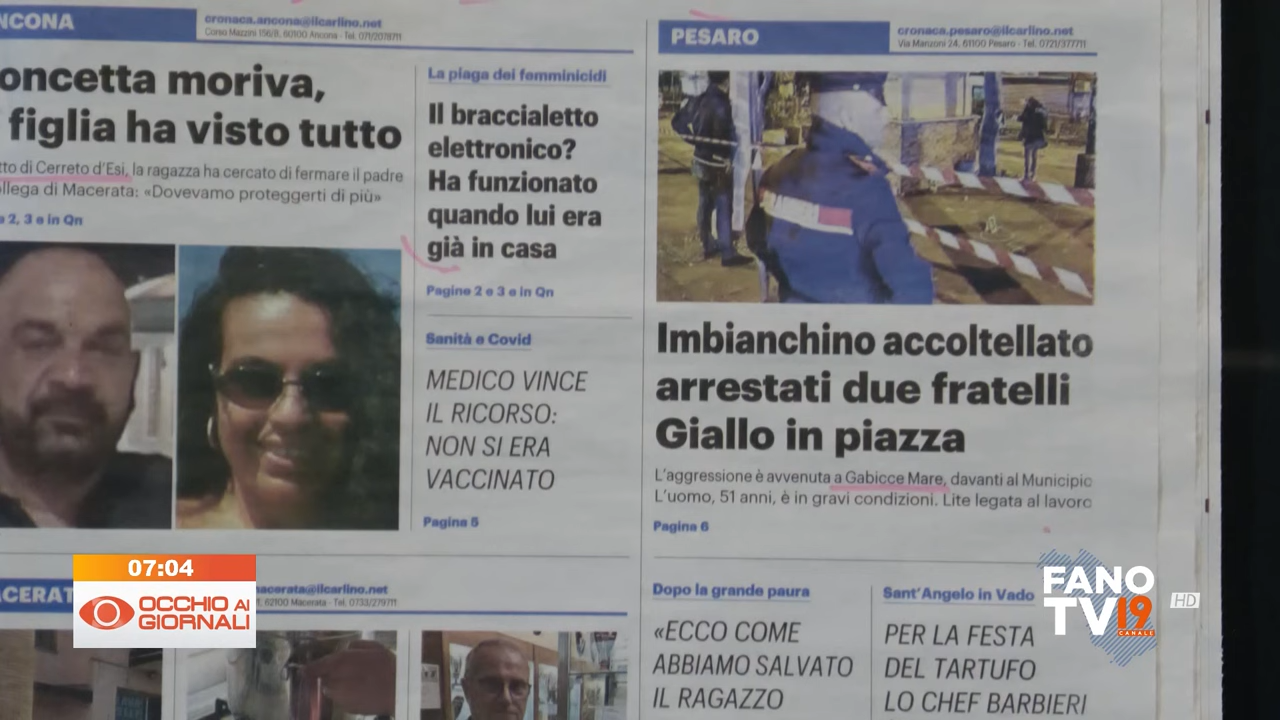 NCONA
cronaca.ancona@ilcarlino.net
Corso Mazzini 156/8, 60100 Ancona - Tel. 071/2078711
oncetta moriva,
figlia ha visto tutto
tto di Cerreto d'Esi, la ragazza ha cercato di fermare il padre
ollega di Macerata: «Dovevamo proteggerti di più»
e 2, 3 e in Qn
La piaga dei femminicidi
Il braccialetto
elettronico?
Ha funzionato
quando lui era
già in casa
Pagine 2 e 3 e in Qn
Sanità e Covid
MEDICO VINCE
IL RICORSO:
NON SI ERA
VACCINATO
Pagina 5
PESARO
cronaca.pesaro@ilcarlino.net
Via Manzoni 24, 61100 Pesaro - Tel. 0721/377711
Imbianchino accoltellato
arrestati due fratelli
Giallo in piazza
L'aggressione è avvenuta a Gabicce Mare, davanti al Municipio
L'uomo, 51 anni, è in gravi condizioni. Lite legata al lavoro
Pagina 6
Dopo la grande paura
«ECCO COME
ABBIAMO SALVATO
IL RAGAZZO
Sant'Angelo in Vado
PER LA FESTA
DEL TARTUFO
LO CHEF BARBIERI
ACERAT
nacerata@ilcarlino.net
62100 Macerata - Tel. 0733/279711
07:04
OCCHIO AI
GIORNALI
FANO
TV 19
CANALE
HD